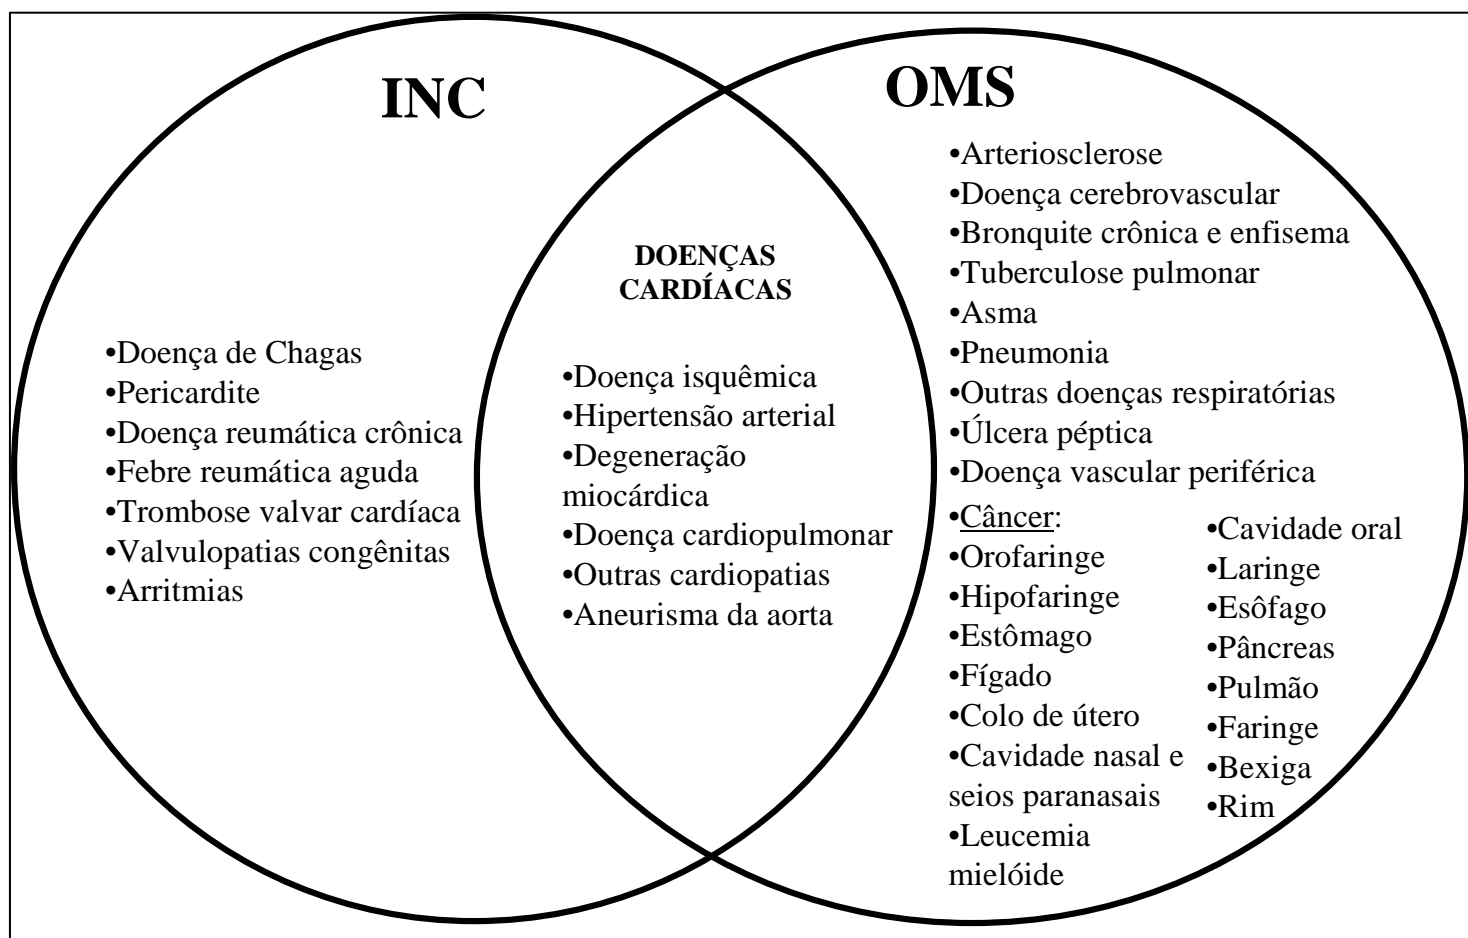 INC
•Doença de Chagas
•Pericardite
•Doença reumática crônica
•Febre reumática aguda
•Trombose valvar cardíaca
•Valvulopatias congênitas
•Arritmias
DOENÇAS
CARDÍACAS
•Doença isquêmica
•Hipertensão arterial
•Degeneração
miocárdica
•Doença cardiopulmonar
•Outras cardiopatias
•Aneurisma da aorta
OMS
•Arteriosclerose
•Doença cerebrovascular
•Bronquite crônica e enfisema
•Tuberculose pulmonar
•Asma
•Pneumonia
•Outras doenças respiratórias
•Úlcera péptica
•Doença vascular periférica
•Câncer:
•Orofaringe
•Hipofaringe
•Estômago
•Fígado
•Colo de útero
•Cavidade nasal e
seios paranasais
•Leucemia
mielóide
•Cavidade oral
•Laringe
•Esôfago
•Pâncreas
•Pulmão
•Faringe
•Bexiga
•Rim